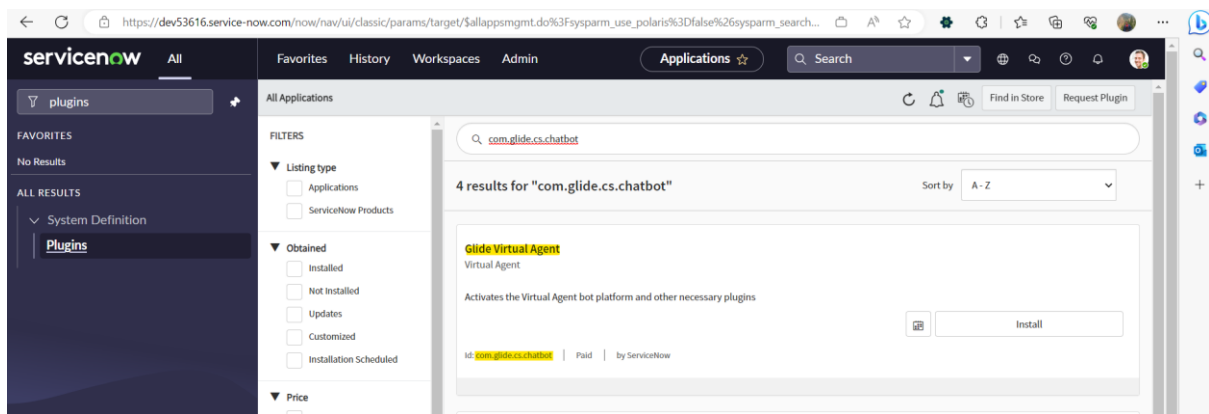 https://dev53616.service-now.com/now/nav/ui/classic/params/target/$allappsmgmt.do%3Fsysparm_use_polaris%3Dfalse%26sysparm_search...
servicenow All Favorites History Workspaces Admin Applications Search
plugins
FAVORITES
No Results
ALL RESULTS
System Definition
Plugins
All Applications Find in Store Request Plugin
FILTERS
Listing type
Applications
ServiceNow Products
Obtained
Installed
Not Installed
Updates
Customized
Installation Scheduled
Price
com.glide.cs.chatbot
4 results for "com.glide.cs.chatbot" Sort by A - Z
Glide Virtual Agent
Virtual Agent
Activates the Virtual Agent bot platform and other necessary plugins
Install
Id: com.glide.cs.chatbot | Paid | by ServiceNow